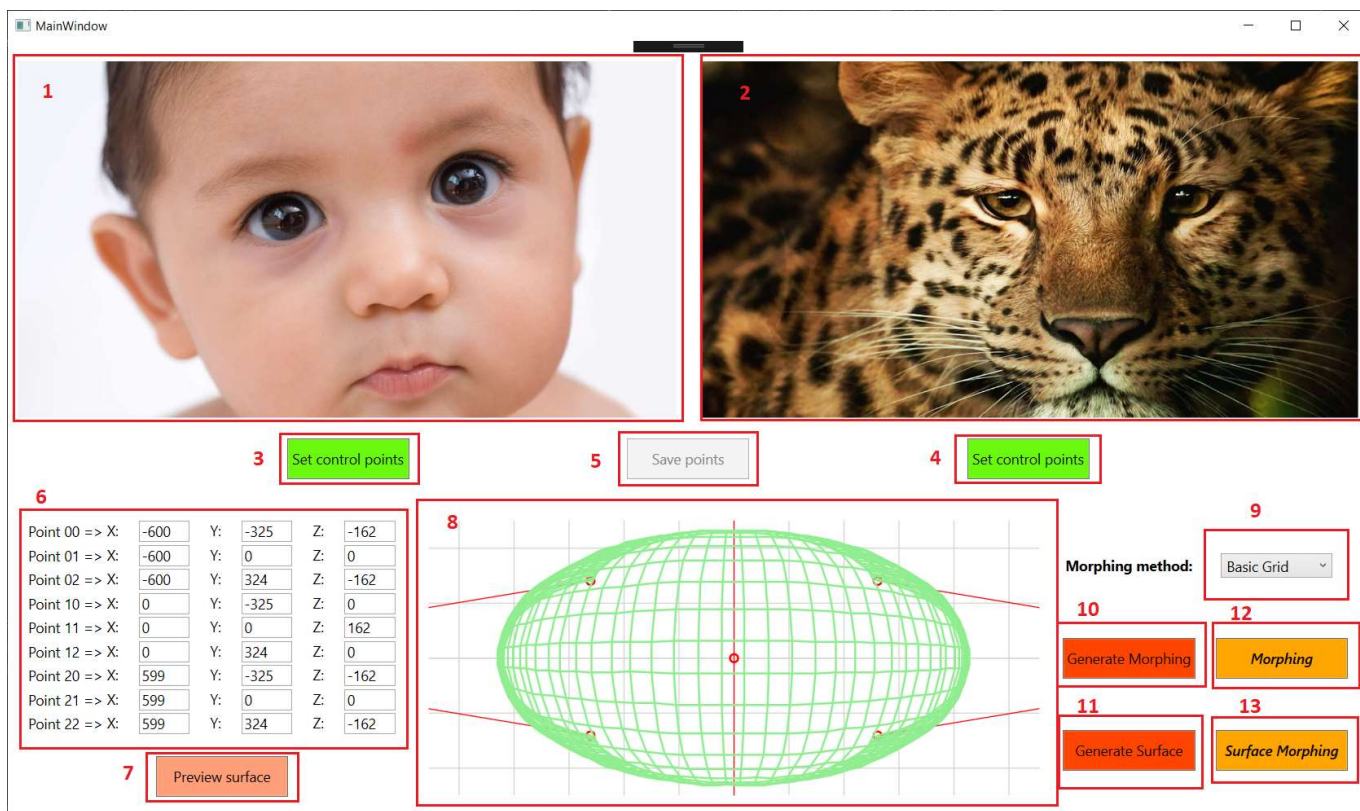 MainWindow
1
2
3
Set control points
5
Save points
4
Set control points
6
Point 00 => X: -600 Y: -325 Z: -162
Point 01 => X: -600 Y: 0 Z: 0
Point 02 => X: -600 Y: 324 Z: -162
Point 10 => X: 0 Y: -325 Z: 0
Point 11 => X: 0 Y: 0 Z: 162
Point 12 => X: 0 Y: 324 Z: 0
Point 20 => X: 599 Y: -325 Z: -162
Point 21 => X: 599 Y: 0 Z: 0
Point 22 => X: 599 Y: 324 Z: -162
7
Preview surface
8
9
Morphing method: Basic Grid
10
12
Generate Morphing
Morphing
11
13
Generate Surface
Surface Morphing